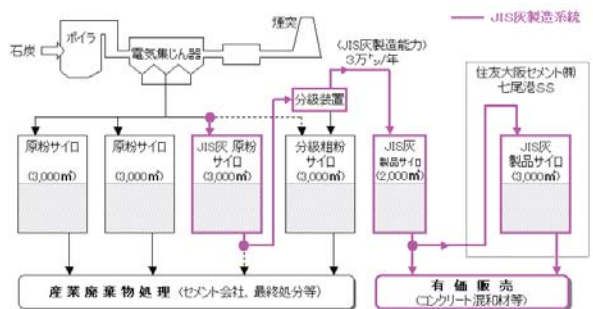 JIS灰製造系統
煙突
ボイラ
石炭
電気集じん器
(JIS灰製造能力)
3万㌧/年
住友大阪セメント㈱
七尾港SS
分級装置
原粉サイロ
(3,000㎥)
原粉サイロ
(3,000㎥)
JIS灰 原粉
サイロ
(3,000㎥)
分級粗粉
サイロ
(3,000㎥)
JIS灰
製品サイロ
(2,000㎥)
JIS灰
製品サイロ
(3,000㎥)
産業廃棄物処理 (セメント会社、最終処分等)
有価販売
(コンクリート混和材等)